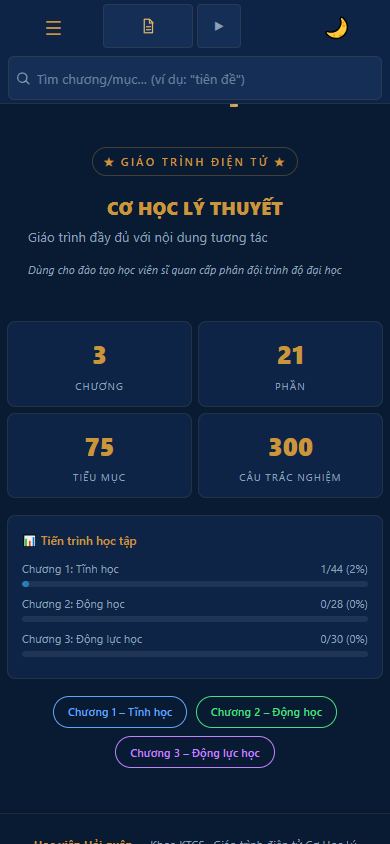 Tìm chương/mục... (ví dụ: "tiên đề")
★ GIÁO TRÌNH ĐIỆN TỬ ★
CƠ HỌC LÝ THUYẾT
Giáo trình đầy đủ với nội dung tương tác
Dùng cho đào tạo học viên sĩ quan cấp phân đội trình độ đại học
3
CHƯƠNG
21
PHẦN
75
TIỂU MỤC
300
CÂU TRẮC NGHIỆM
Tiến trình học tập
Chương 1: Tĩnh học 1/44 (2%)
Chương 2: Động học 0/28 (0%)
Chương 3: Động lực học 0/30 (0%)
Chương 1 – Tĩnh học
Chương 2 – Động học
Chương 3 – Động lực học